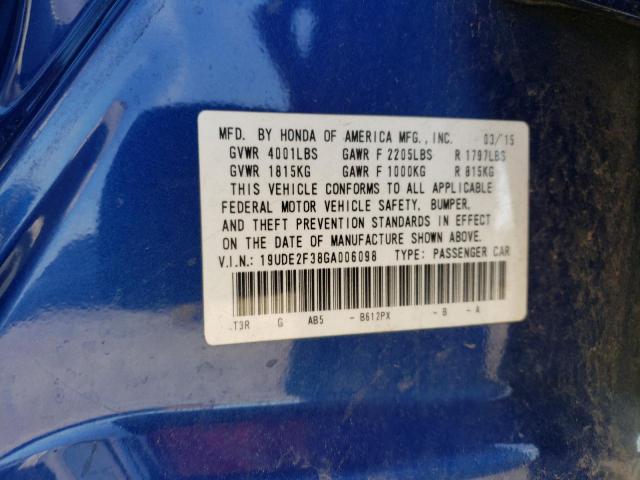 MFD. BY HONDA OF AMERICA MFG., INC. 03/15
GVWR 4001LBS GAWR F 2205LBS R 1797LBS
GVWR 1815KG GAWR F 1000KG R 815KG
THIS VEHICLE CONFORMS TO ALL APPLICABLE
FEDERAL MOTOR VEHICLE SAFETY, BUMPER,
AND THEFT PREVENTION STANDARDS IN EFFECT
ON THE DATE OF MANUFACTURE SHOWN ABOVE.
V.I.N.: 19UDE2F38GA006098 TYPE: PASSENGER CAR
T3R G AB5 - B612PX - B - A